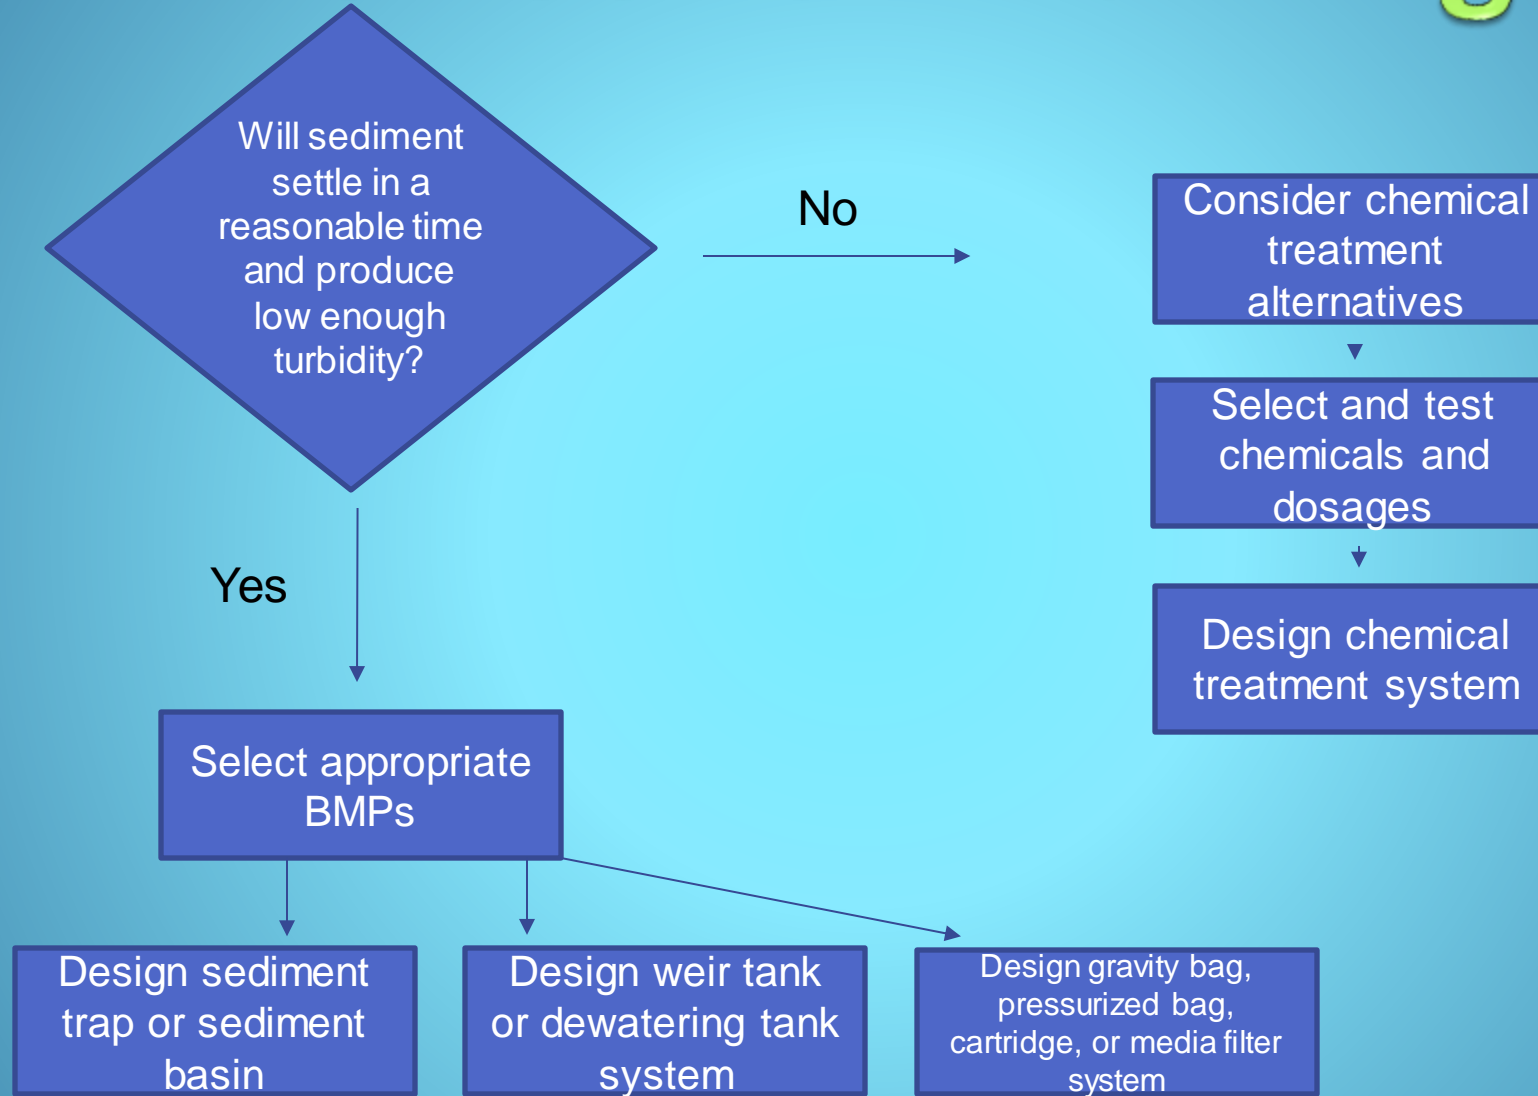 Will sediment
settle in a
reasonable time
and produce
low enough
turbidity?
No
Consider chemical
treatment
alternatives
Select and test
chemicals and
dosages
Design chemical
treatment system
Yes
Select appropriate
BMPs
Design sediment
trap or sediment
basin
Design weir tank
or dewatering tank
system
Design gravity bag,
pressurized bag,
cartridge, or media filter
system